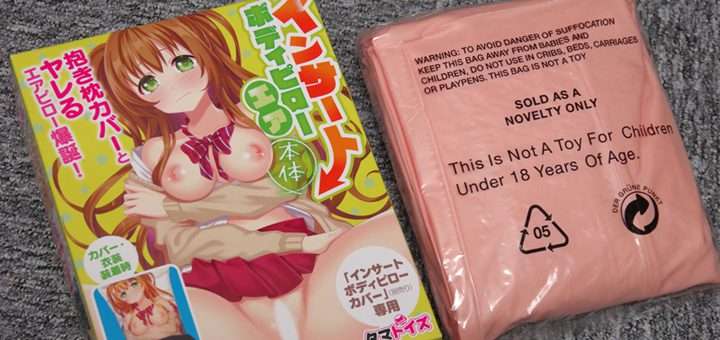 インサート
ボディピロー
エア
本体
抱き枕カバーと
ヤレる
エアピロー爆誕！
カバー・
衣装
装着時
「インサート
ボディピロー
カバー」
専用
タマトイズ
WARNING: TO AVOID DANGER OF SUFFOCATION
KEEP THIS BAG AWAY FROM BABIES AND
CHILDREN, DO NOT USE IN CRIBS, BEDS, CARRIAGES
OR PLAYPENS. THIS BAG IS NOT A TOY
SOLD AS A
NOVELTY ONLY
This Is Not A Toy For Children
Under 18 Years Of Age.
05
DER GRÜNE PUNKT